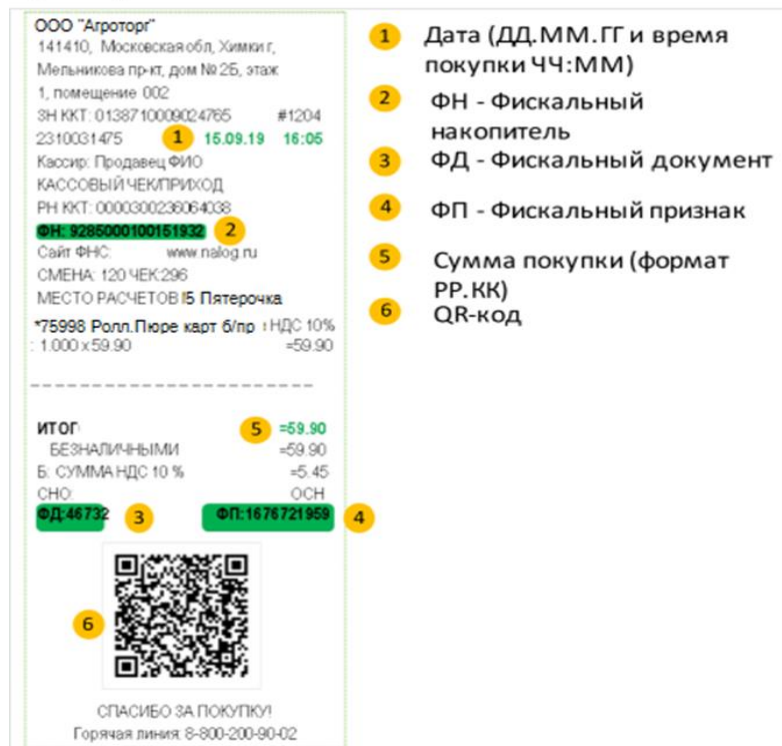 ООО "Агроторг"
141410, Московская обл, Химки г,
Мельникова пр-кт, дом № 2Б, этаж
1, помещение 002
ЗН ККТ: 0138710009024765 #1204
2310031475 1 15.09.19 16:05
Кассир: Продавец ФИО
КАССОВЫЙ ЧЕК/ПРИХОД
РН ККТ: 0000300236064038
ФН: 9285000100151932 2
Сайт ФНС: www.nalog.ru
СМЕНА: 120 ЧЕК:296
МЕСТО РАСЧЕТОВ 5 Пятерочка
*75998 Ролл.Пюре карт б/пр НДС 10%
: 1.000 x 59.90 =59.90
ИТОГ 5 =59.90
БЕЗНАЛИЧНЫМИ =59.90
Б: СУММА НДС 10 % =5.45
СНО: ОСН
ФД:46732 3 ФП:1676721959 4
6
СПАСИБО ЗА ПОКУПКУ!
Горячая линия: 8-800-200-90-02
1 Дата (ДД.ММ.ГГ и время
покупки ЧЧ:ММ)
2 ФН - Фискальный
накопитель
3 ФД - Фискальный документ
4 ФП - Фискальный признак
5 Сумма покупки (формат
РР.КК)
6 QR-код